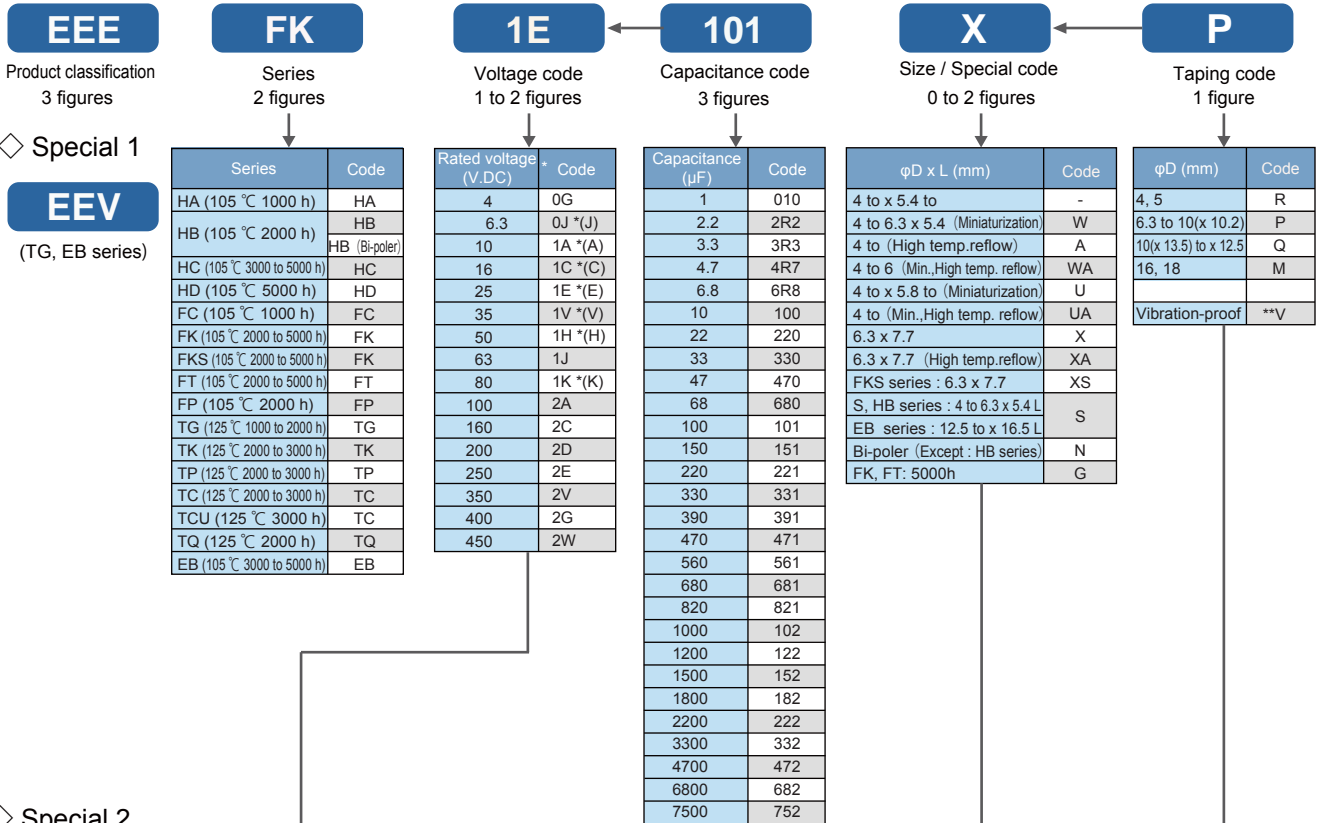 EEE FK 1E 101 X P
Product classification
3 figures
Series
2 figures
Voltage code
1 to 2 figures
Capacitance code
3 figures
Size / Special code
0 to 2 figures
Taping code
1 figure
◇ Special 1
EEV
(TG, EB series)
Series Code
HA (105 ℃ 1000 h) HA
HB (105 ℃ 2000 h) HB
HB (Bi-poler)
HC (105 ℃ 3000 to 5000 h) HC
HD (105 ℃ 5000 h) HD
FC (105 ℃ 1000 h) FC
FK (105 ℃ 2000 to 5000 h) FK
FKS (105 ℃ 2000 to 5000 h) FK
FT (105 ℃ 2000 to 5000 h) FT
FP (105 ℃ 2000 h) FP
TG (125 ℃ 1000 to 2000 h) TG
TK (125 ℃ 2000 to 3000 h) TK
TP (125 ℃ 2000 to 3000 h) TP
TC (125 ℃ 2000 to 3000 h) TC
TCU (125 ℃ 3000 h) TC
TQ (125 ℃ 2000 h) TQ
EB (105 ℃ 3000 to 5000 h) EB
Rated voltage
(V.DC) * Code
4 0G
6.3 0J *(J)
10 1A *(A)
16 1C *(C)
25 1E *(E)
35 1V *(V)
50 1H *(H)
63 1J
80 1K *(K)
100 2A
160 2C
200 2D
250 2E
350 2V
400 2G
450 2W
Capacitance
(μF) Code
1 010
2.2 2R2
3.3 3R3
4.7 4R7
6.8 6R8
10 100
22 220
33 330
47 470
68 680
100 101
150 151
220 221
330 331
390 391
470 471
560 561
680 681
820 821
1000 102
1200 122
1500 152
1800 182
2200 222
3300 332
4700 472
6800 682
7500 752
φD x L (mm) Code
4 to x 5.4 to -
4 to 6.3 x 5.4 (Miniaturization) W
4 to (High temp.reflow) A
4 to 6 (Min.,High temp. reflow) WA
4 to x 5.8 to (Miniaturization) U
4 to (Min.,High temp. reflow) UA
6.3 x 7.7 X
6.3 x 7.7 (High temp.reflow) XA
FKS series : 6.3 x 7.7 XS
S, HB series : 4 to 6.3 x 5.4 L S
EB series : 12.5 to x 16.5 L
Bi-poler (Except : HB series) N
FK, FT: 5000h G
φD (mm) Code
4, 5 R
6.3 to 10(x 10.2) P
10(x 13.5) to x 12.5 Q
16, 18 M
Vibration-proof **V
◇ Special 2